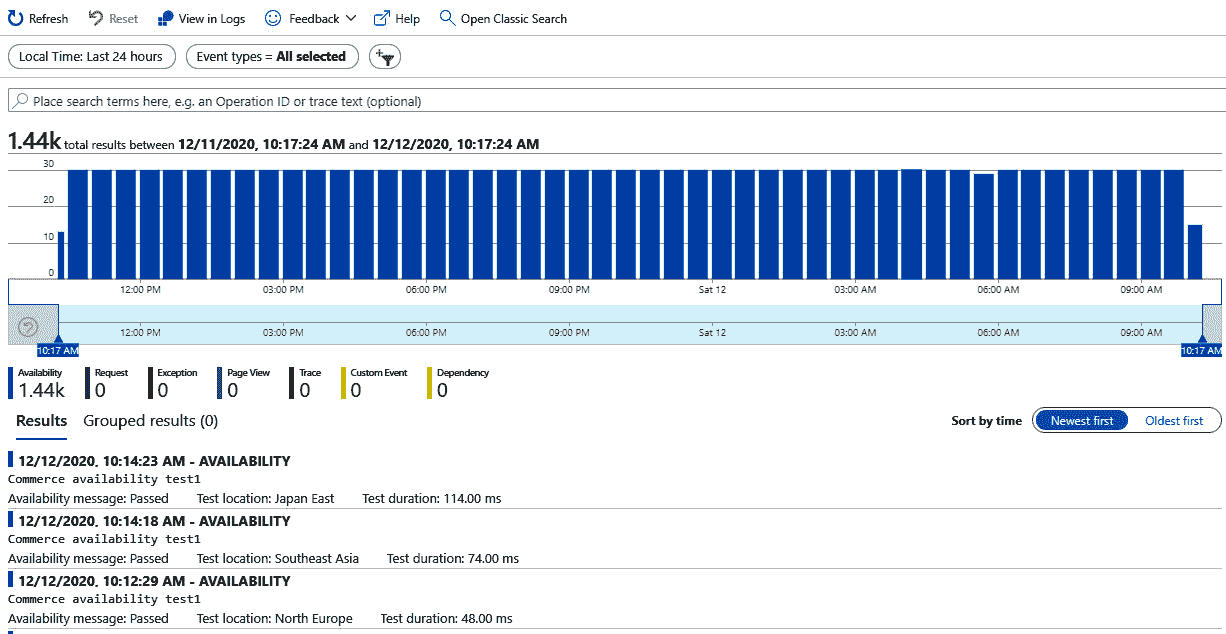 Refresh Reset View in Logs Feedback Help Open Classic Search
Local Time: Last 24 hours Event types = All selected
Place search terms here, e.g. an Operation ID or trace text (optional)
1.44k total results between 12/11/2020, 10:17:24 AM and 12/12/2020, 10:17:24 AM
30
20
10
0
12:00 PM 03:00 PM 06:00 PM 09:00 PM Sat 12 03:00 AM 06:00 AM 09:00 AM
12:00 PM 03:00 PM 06:00 PM 09:00 PM Sat 12 03:00 AM 06:00 AM 09:00 AM
10:17 AM 10:17 AM
Availability Request Exception Page View Trace Custom Event Dependency
1.44k 0 0 0 0 0 0
Results Grouped results (0) Sort by time Newest first Oldest first
12/12/2020, 10:14:23 AM - AVAILABILITY
Commerce availability test1
Availability message: Passed Test location: Japan East Test duration: 114.00 ms
12/12/2020, 10:14:18 AM - AVAILABILITY
Commerce availability test1
Availability message: Passed Test location: Southeast Asia Test duration: 74.00 ms
12/12/2020, 10:12:29 AM - AVAILABILITY
Commerce availability test1
Availability message: Passed Test location: North Europe Test duration: 48.00 ms